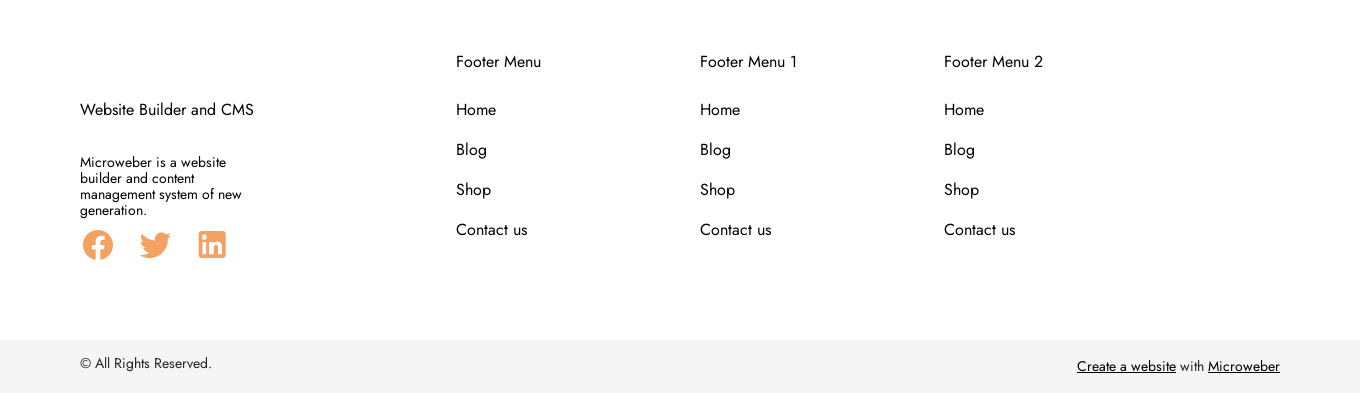 Website Builder and CMS
Microweber is a website
builder and content
management system of new
generation.
Footer Menu
Home
Blog
Shop
Contact us
Footer Menu 1
Home
Blog
Shop
Contact us
Footer Menu 2
Home
Blog
Shop
Contact us
© All Rights Reserved.
Create a website with Microweber